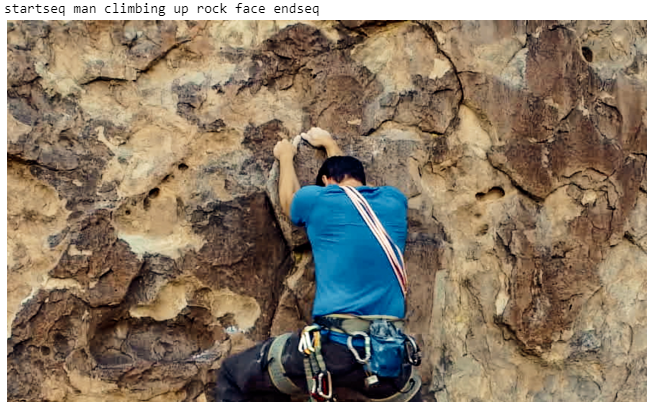 startseq man climbing up rock face endseq